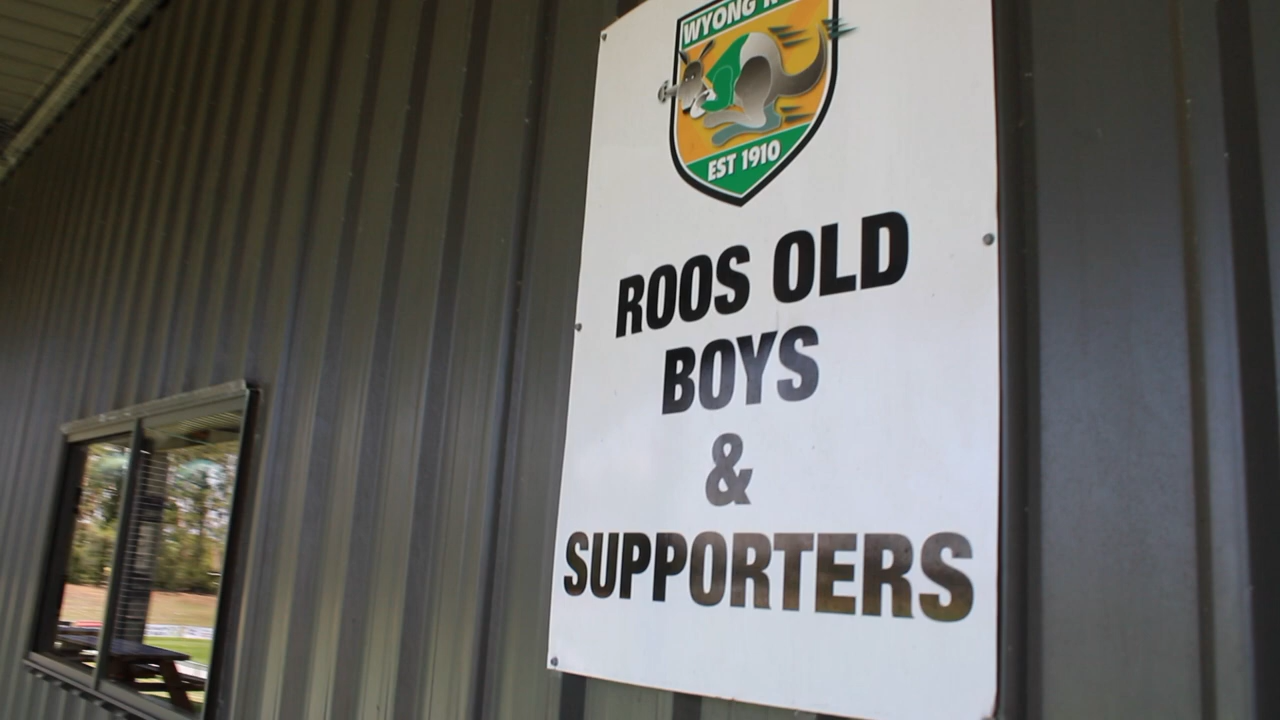 WYONG
EST 1910
ROOS OLD
BOYS
&
SUPPORTERS